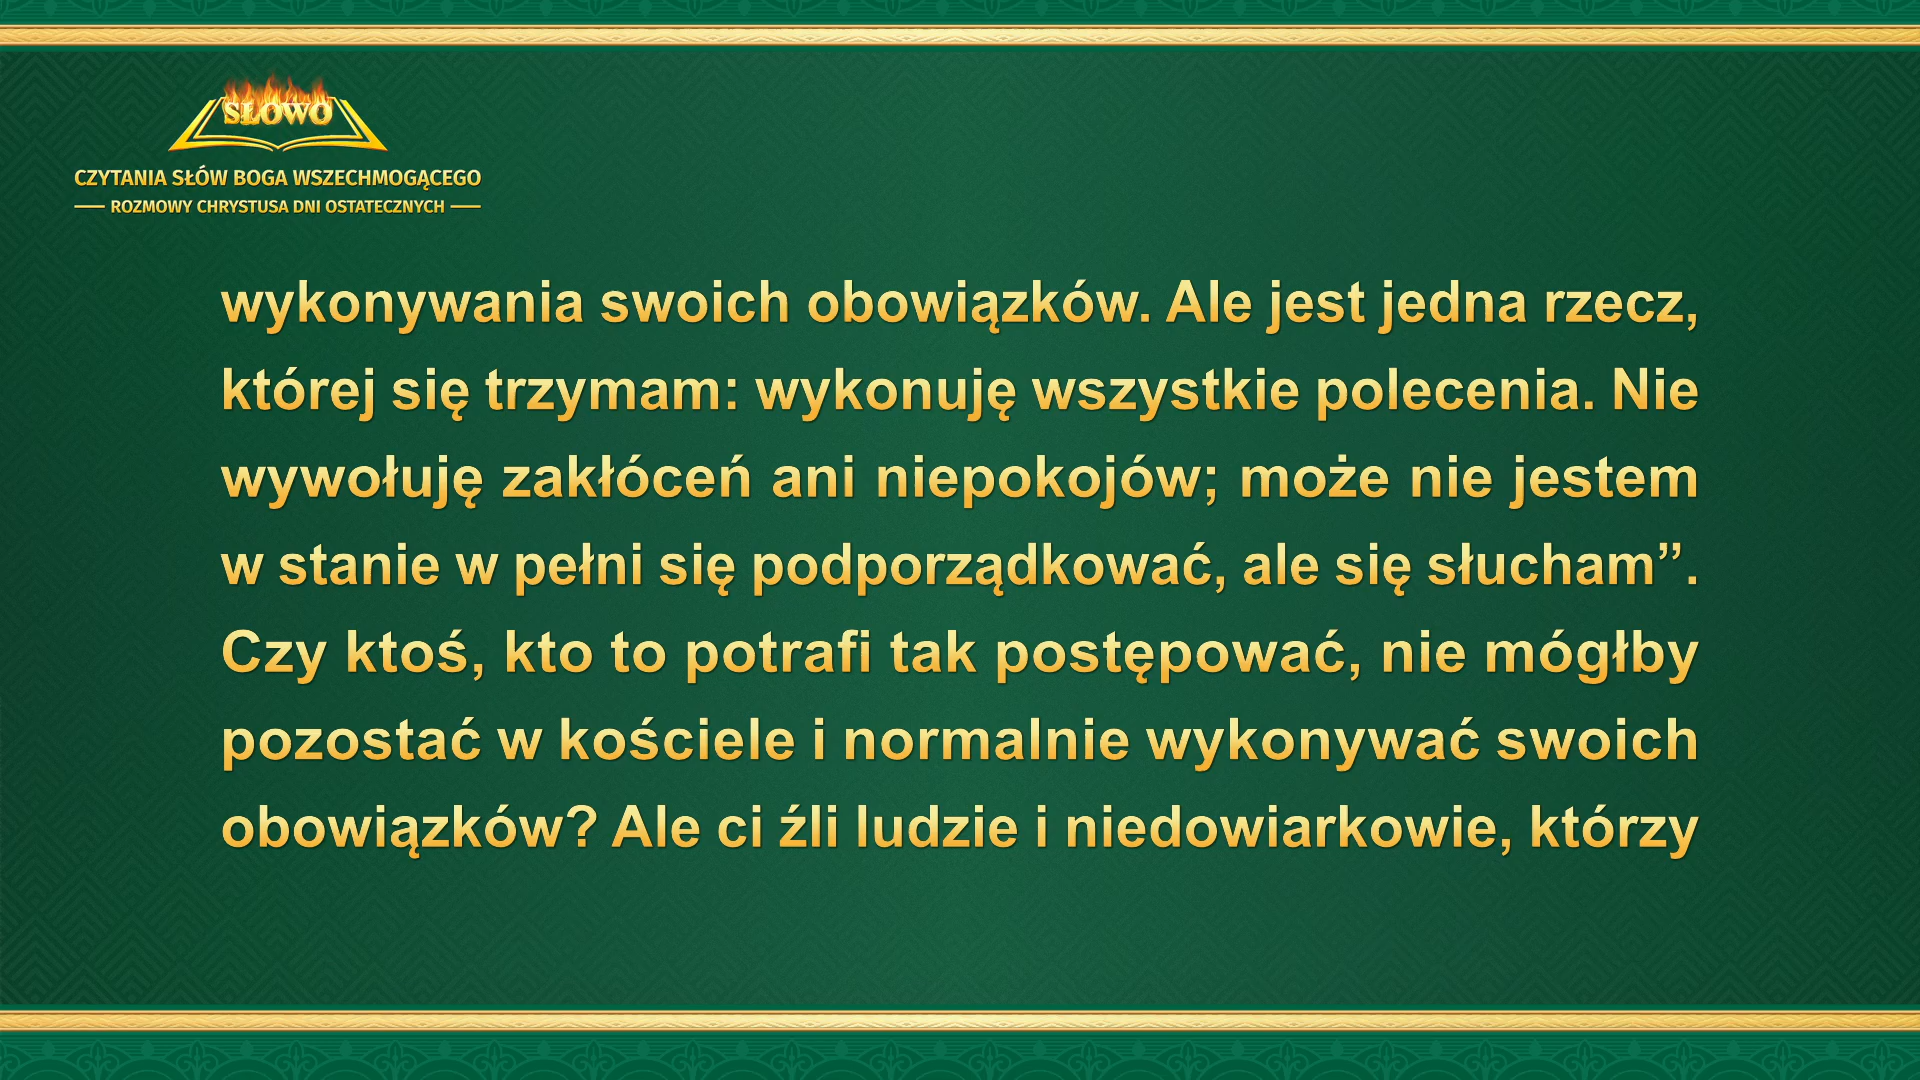 SŁOWO
CZYTANIA SŁÓW BOGA WSZECHMOGĄCEGO
ROZMOWY CHRYSTUSA DNI OSTATECZNYCH
wykonywania swoich obowiązków. Ale jest jedna rzecz,
której się trzymam: wykonuję wszystkie polecenia. Nie
wywołuję zakłóceń ani niepokojów; może nie jestem
w stanie w pełni się podporządkować, ale się słucham”.
Czy ktoś, kto to potrafi tak postępować, nie mógłby
pozostać w kościele i normalnie wykonywać swoich
obowiązków? Ale ci źli ludzie i niedowiarkowie, którzy